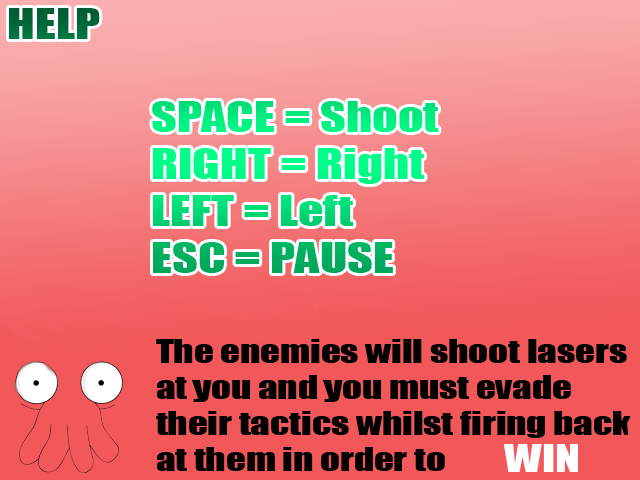 HELP
SPACE = Shoot
RIGHT = Right
LEFT = Left
ESC = PAUSE
The enemies will shoot lasers
at you and you must evade
their tactics whilst firing back
at them in order to WIN